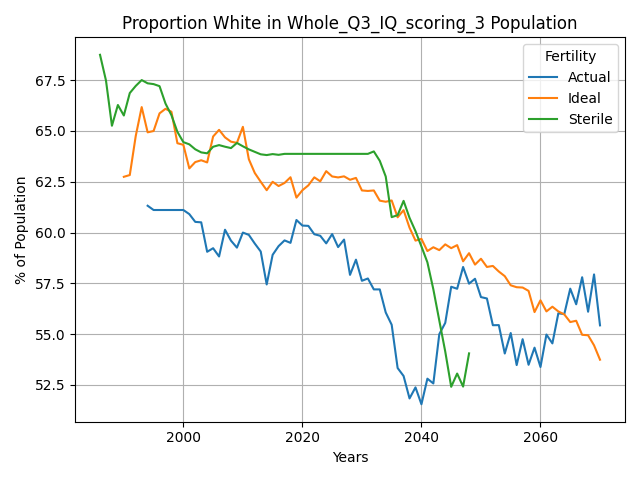 Proportion White in Whole_Q3_IQ_scoring_3 Population
Fertility
Actual
Ideal
Sterile
% of Population
67.5
65.0
62.5
60.0
57.5
55.0
52.5
2000
2020
2040
2060
Years